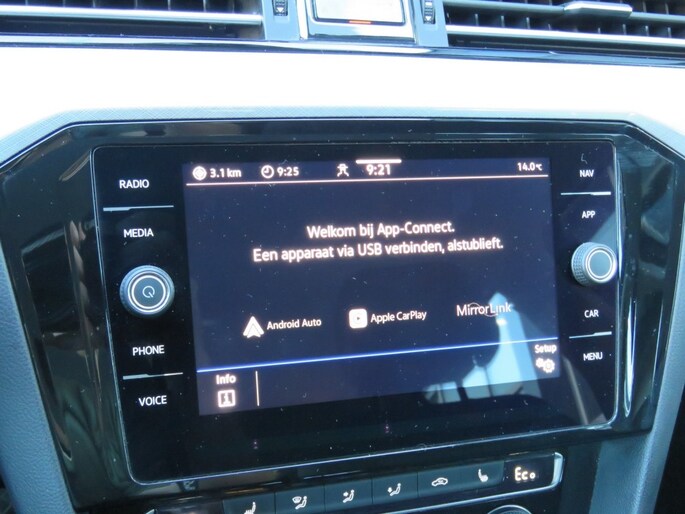 3.1 km 9:25 9:21 14.0°C
RADIO
NAV
MEDIA
APP
Welkom bij App-Connect.
Een apparaat via USB verbinden, alstublieft.
Android Auto Apple CarPlay MirrorLink
CAR
PHONE
Setup
MENU
Info
VOICE
Eco